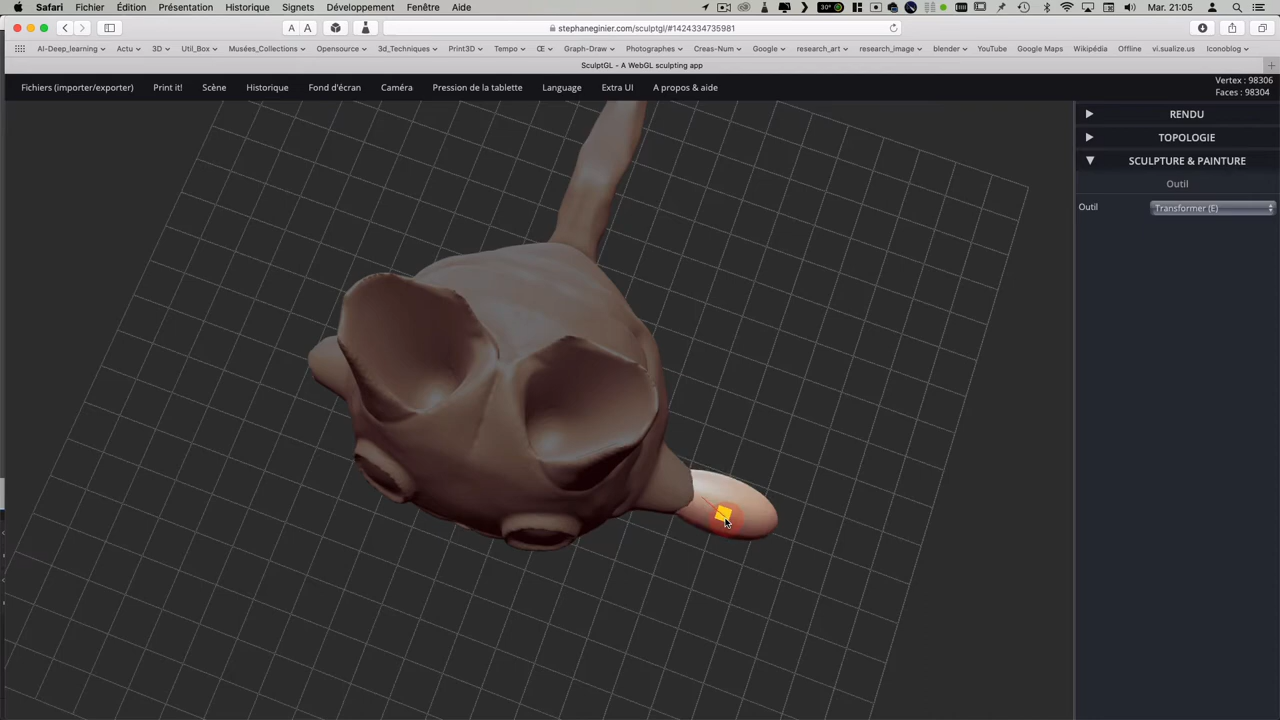 Safari Fichier Édition Présentation Historique Signets Développement Fenêtre Aide 30° Mar. 21:05
A A stephaneginier.com/sculptgl/#1424334735981
AI-Deep_learning Actu 3D Util_Box Musées_Collections Opensource 3d_Techniques Print3D Tempo Œ Graph-Draw Photographes Creas-Num Google research_art research_image blender YouTube Google Maps Wikipédia Offline vi.sualize.us Iconoblog
SculptGL - A WebGL sculpting app
Fichiers (importer/exporter) Print it! Scène Historique Fond d'écran Caméra Pression de la tablette Language Extra UI A propos & aide
Vertex : 98306
Faces : 98304
RENDU
TOPOLOGIE
SCULPTURE & PAINTURE
Outil
Outil Transformer (E)